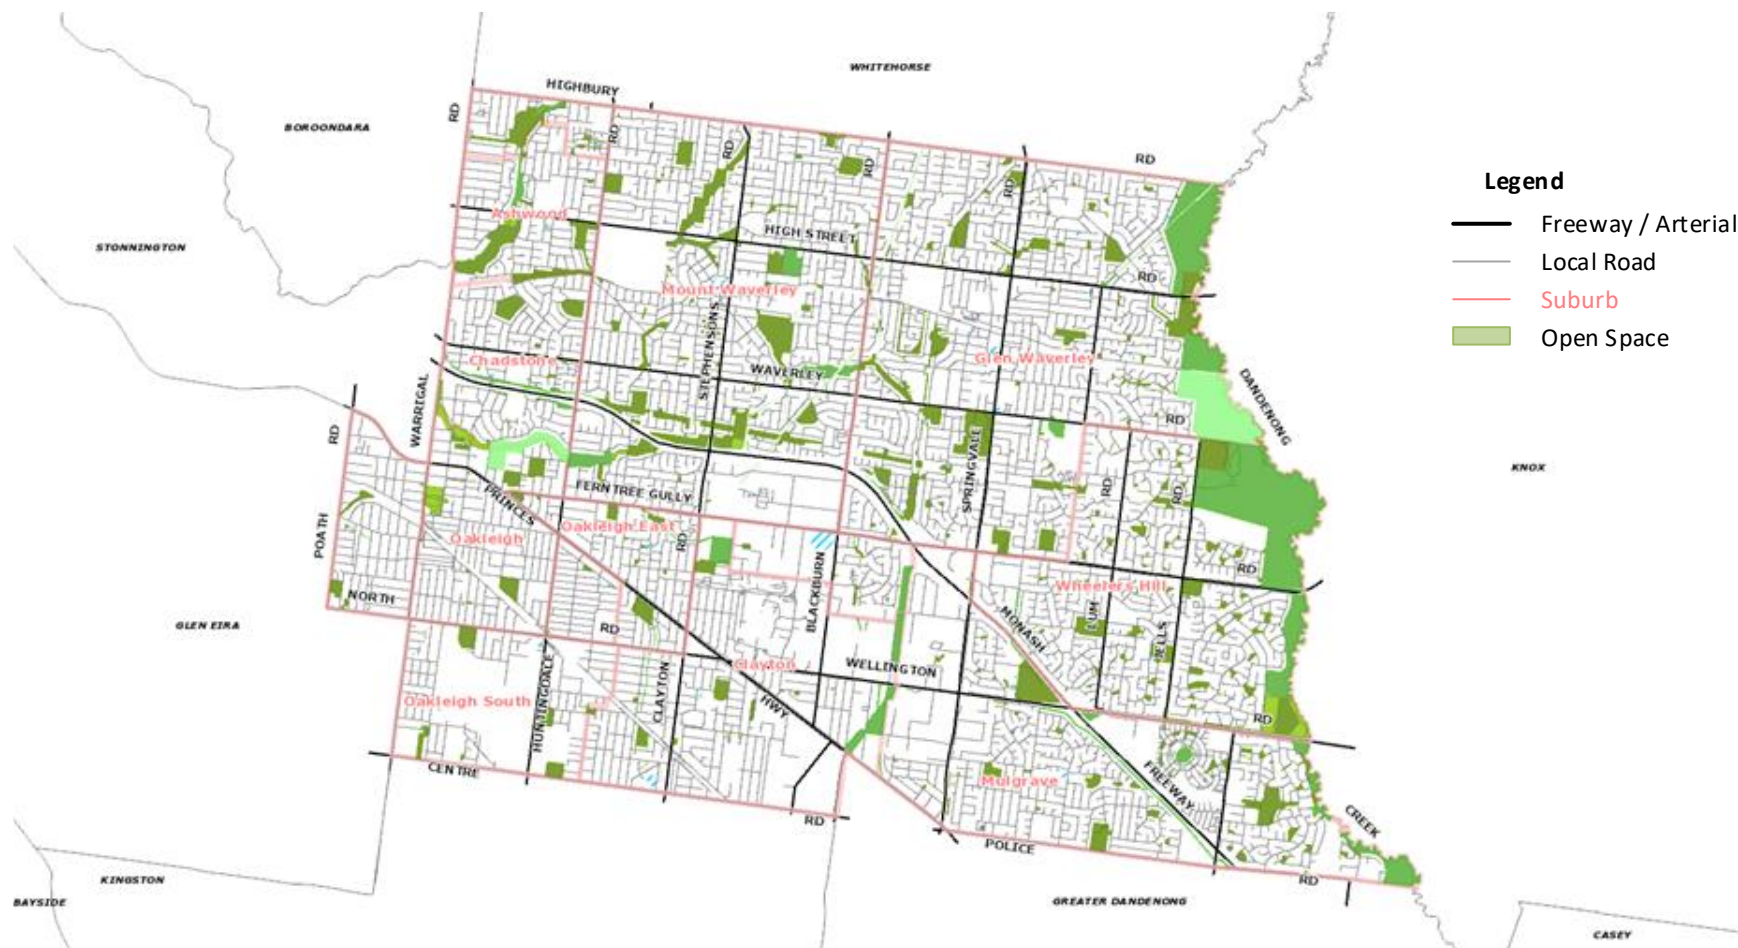 WHITEHORSE
HIGHBURY
RD
BOROONDARA
RD
RD
RD
RD
RD
Legend
Freeway / Arterial
Local Road
Suburb
Open Space
Ashwood
HIGH STREET
STONNINGTON
RD
Mount Waverley
STEPHENSONS
Chadstone
WAVERLEY
Glen Waverley
DANDENONG
WARRIGAL
RD
RD
SPRINGVALE
KNOX
FERNTREE GULLY
PRINCES
RD
RD
POATH
Oakleigh
Oakleigh East
RD
BLACKBURN
RD
Wheelers Hill
NORTH
GLEN EIRA
RD
MONASH
LUM
JELLS
Clayton
WELLINGTON
HUNTINGDALE
CLAYTON
Oakleigh South
HWY
RD
CENTRE
Mulgrave
FREEWAY
RD
CREEK
POLICE
RD
KINGSTON
BAYSIDE
GREATER DANDENONG
CASEY